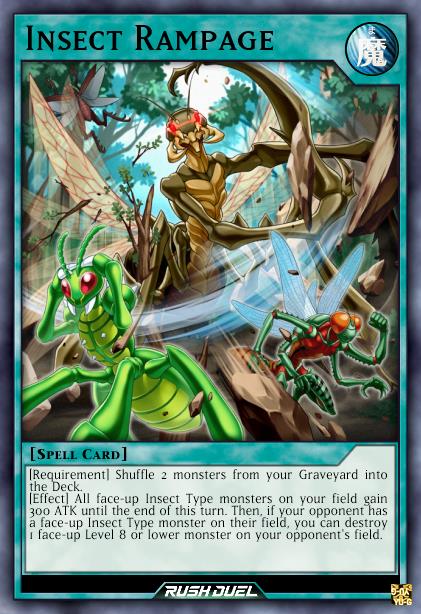 INSECT RAMPAGE
ま
魔
[SPELL CARD]
[Requirement] Shuffle 2 monsters from your Graveyard into
the Deck.
[Effect] All face-up Insect Type monsters on your field gain
300 ATK until the end of this turn. Then, if your opponent has
a face-up Insect Type monster on their field, you can destroy
1 face-up Level 8 or lower monster on your opponent's field.
RUSH DUEL